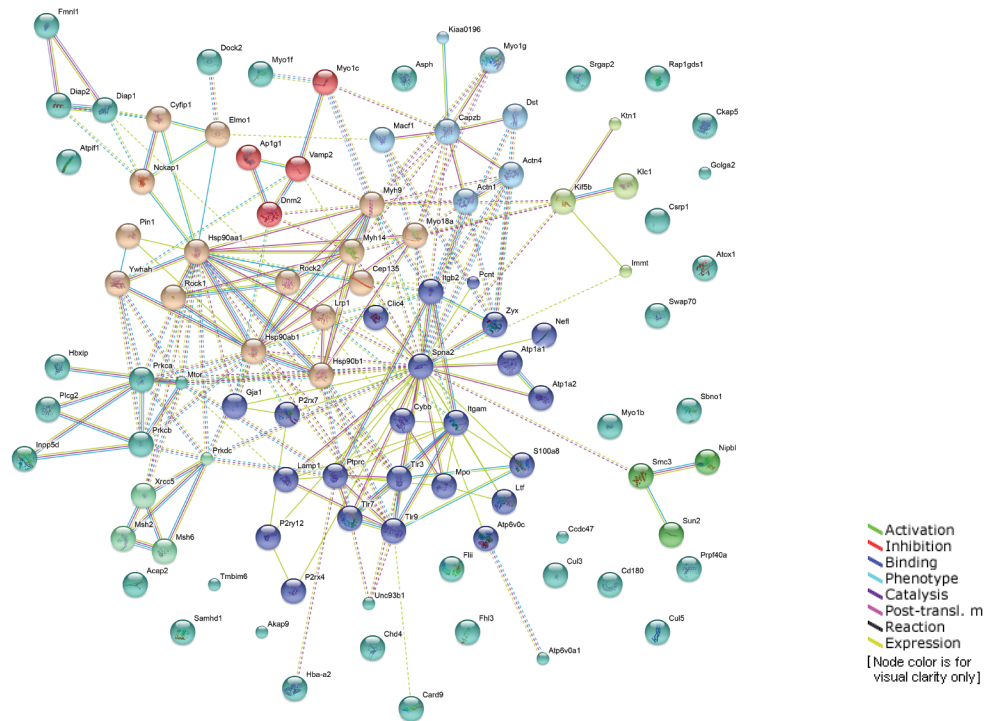 Fmnl1
Kiaa0196
Dock2
Myo1f
Myo1c
Asph
Myo1g
Srgap2
Rap1gds1
Diap2
Diap1
Cyfip1
Elmo1
Macf1
Capzb
Dst
Ktn1
Ckap5
Atpif1
Nckap1
Ap1g1
Vamp2
Actn4
Golga2
Dnm2
Myh9
Actn1
Kif5b
Klc1
Pin1
Hsp90aa1
Myh14
Myo18a
Csrp1
Ywhah
Rock1
Rock2
Cep135
Itgb2
Pcnt
Immt
Atox1
Lrp1
Clic4
Zyx
Nefl
Swap70
Hsp90ab1
Hsp90b1
Spna2
Atp1a1
Hbxip
Prkca
Mtor
Atp1a2
Plcg2
Gja1
P2rx7
Cybb
Itgam
Myo1b
Sbno1
Prkcb
Inpp5d
Prkdc
Lamp1
Ptprc
Tlr3
Mpo
S100a8
Smc3
Nipbl
Xrcc5
Ltf
Msh2
Msh6
P2ry12
Tlr7
Tlr9
Atp6v0c
Ccdc47
Sun2
Acap2
Tmbim6
P2rx4
Unc93b1
Flii
Cul3
Cd180
Prpf40a
Samhd1
Akap9
Chd4
Fhl3
Cul5
Hba-a2
Card9
Atp6v0a1
Activation
Inhibition
Binding
Phenotype
Catalysis
Post-transl. m
Reaction
Expression
[Node color is for
visual clarity only]